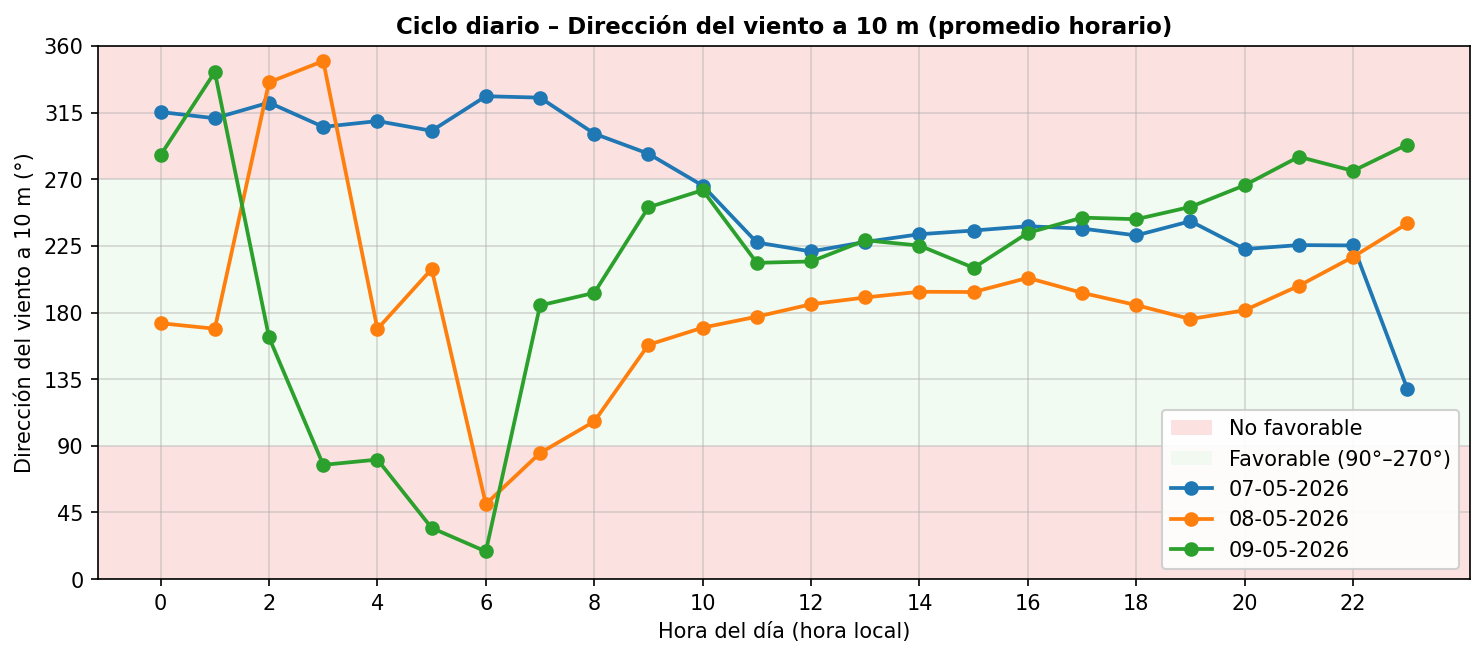 Ciclo diario – Dirección del viento a 10 m (promedio horario)
Dirección del viento a 10 m (°)
360
315
270
225
180
135
90
45
0
0 2 4 6 8 10 12 14 16 18 20 22
Hora del día (hora local)
No favorable
Favorable (90°–270°)
07-05-2026
08-05-2026
09-05-2026